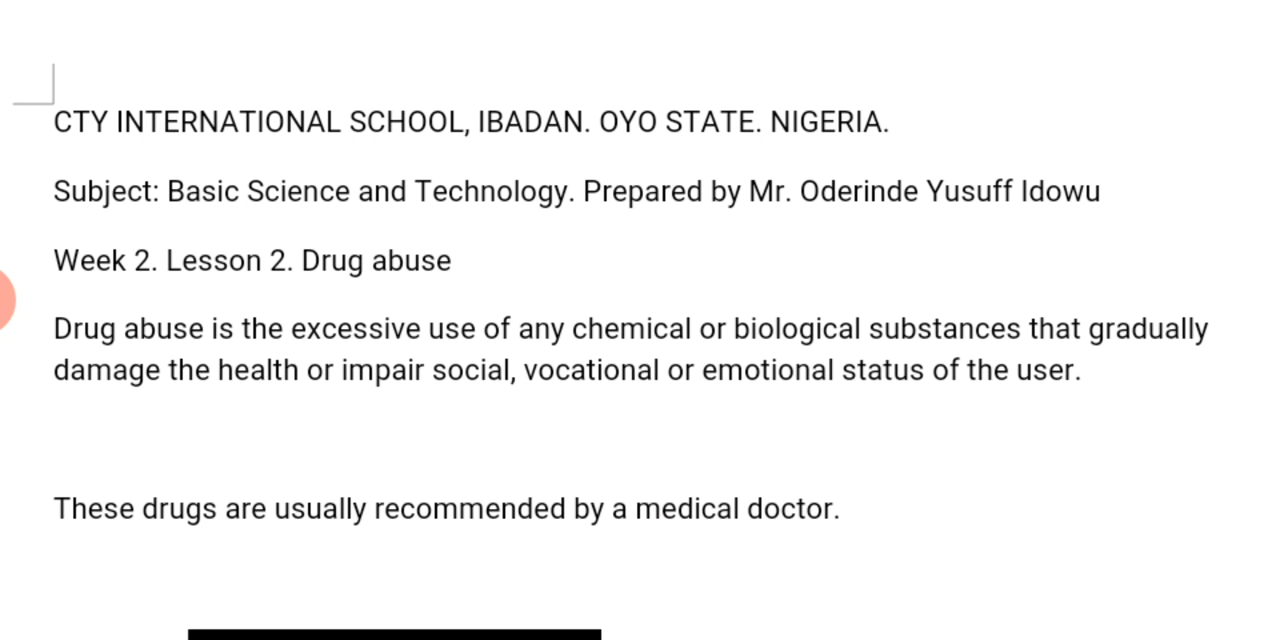 CTY INTERNATIONAL SCHOOL, IBADAN. OYO STATE. NIGERIA.
Subject: Basic Science and Technology. Prepared by Mr. Oderinde Yusuff Idowu
Week 2. Lesson 2. Drug abuse
Drug abuse is the excessive use of any chemical or biological substances that gradually
damage the health or impair social, vocational or emotional status of the user.
These drugs are usually recommended by a medical doctor.